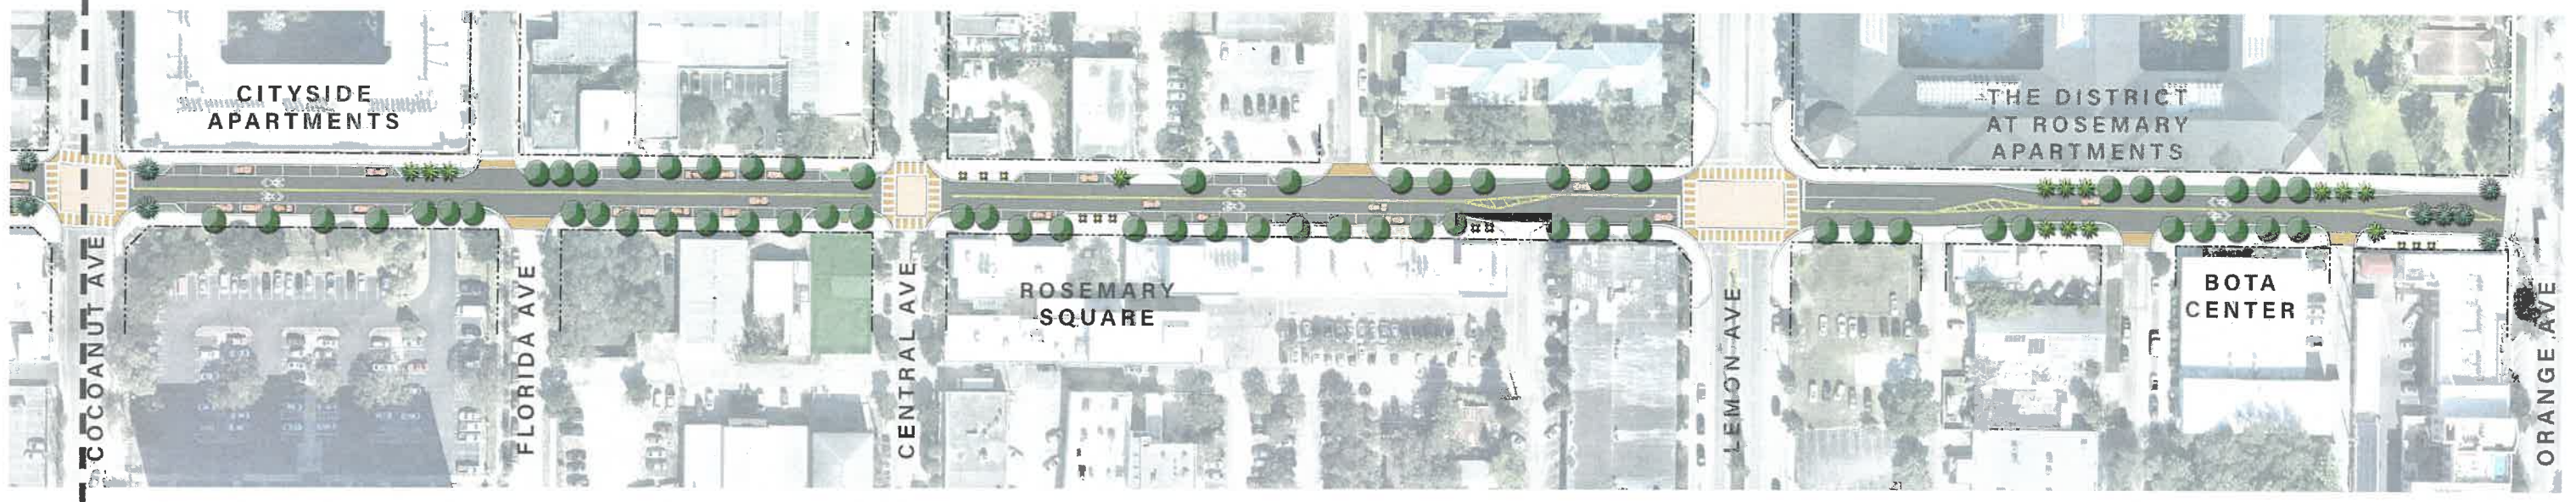 CITYSIDE
APARTMENTS
THE DISTRICT
AT ROSEMARY
APARTMENTS
COCOANUT AVE
FLORIDA AVE
CENTRAL AVE
ROSEMARY
SQUARE
LEMON AVE
BOTA
CENTER
ORANGE AVE